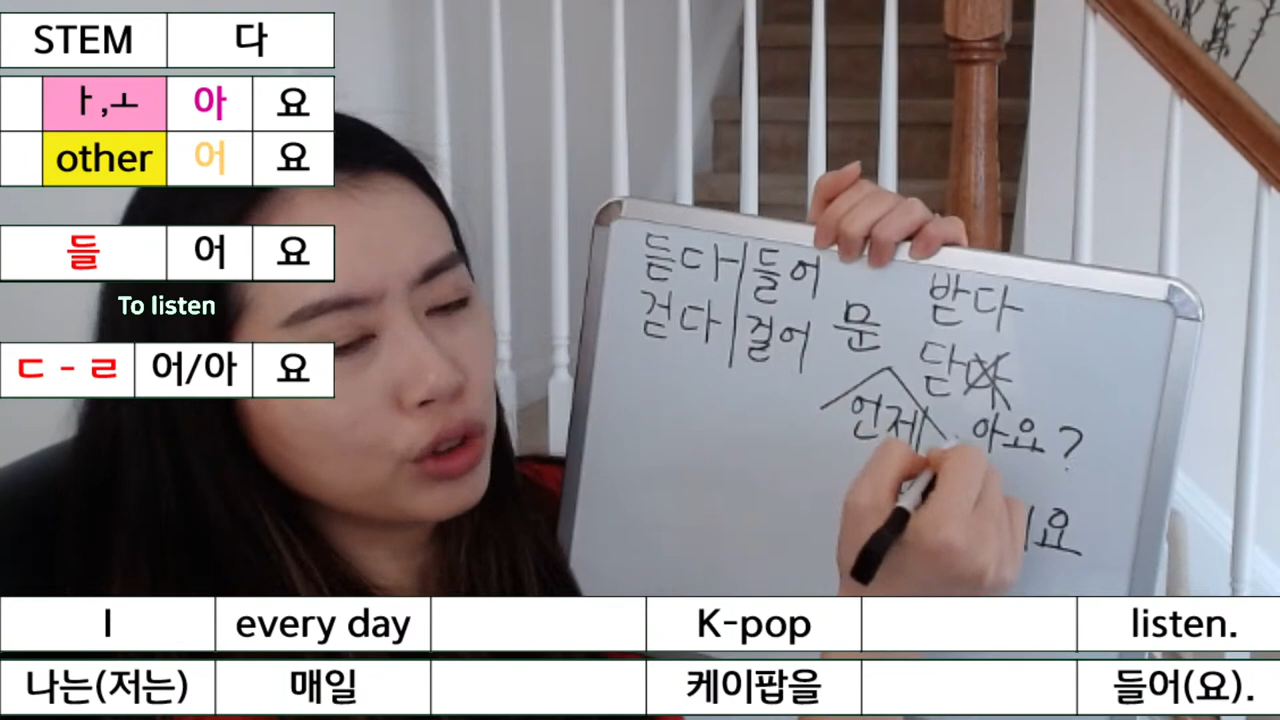 STEM 다
ㅏ,ㅗ 아 요
other 어 요
들 어 요
To listen
ㄷ - ㄹ 어/아 요
듣다 들어
걷다 걸어
문
받다
닫
언제 아요?
요
I every day K-pop listen.
나는(저는) 매일 케이팝을 들어(요).